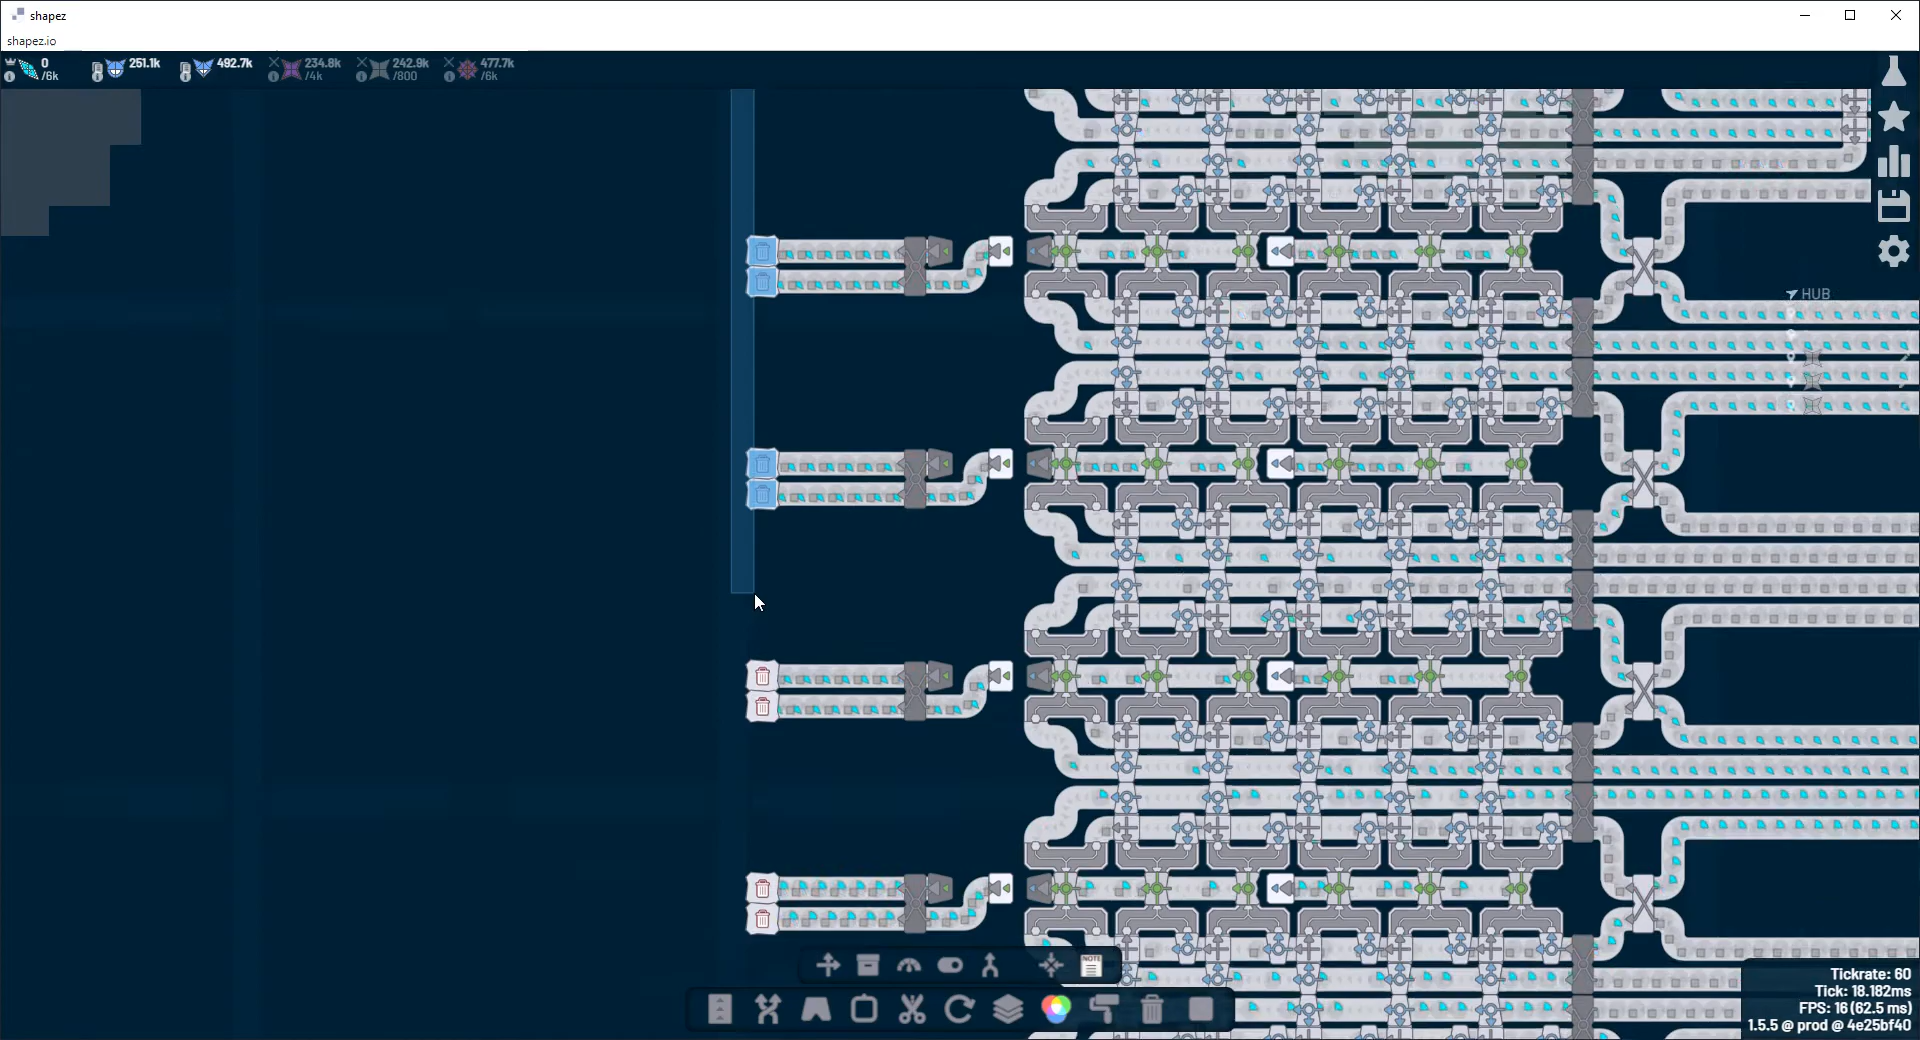 shapez
shapez.io
0
/6k
251.1k
492.7k
234.8k
/4k
242.9k
/800
477.7k
/6k
HUB
NOTE
Tickrate: 60
Tick: 18.182ms
FPS: 16 (62.5 ms)
1.5.5 @ prod @ 4e25bf40